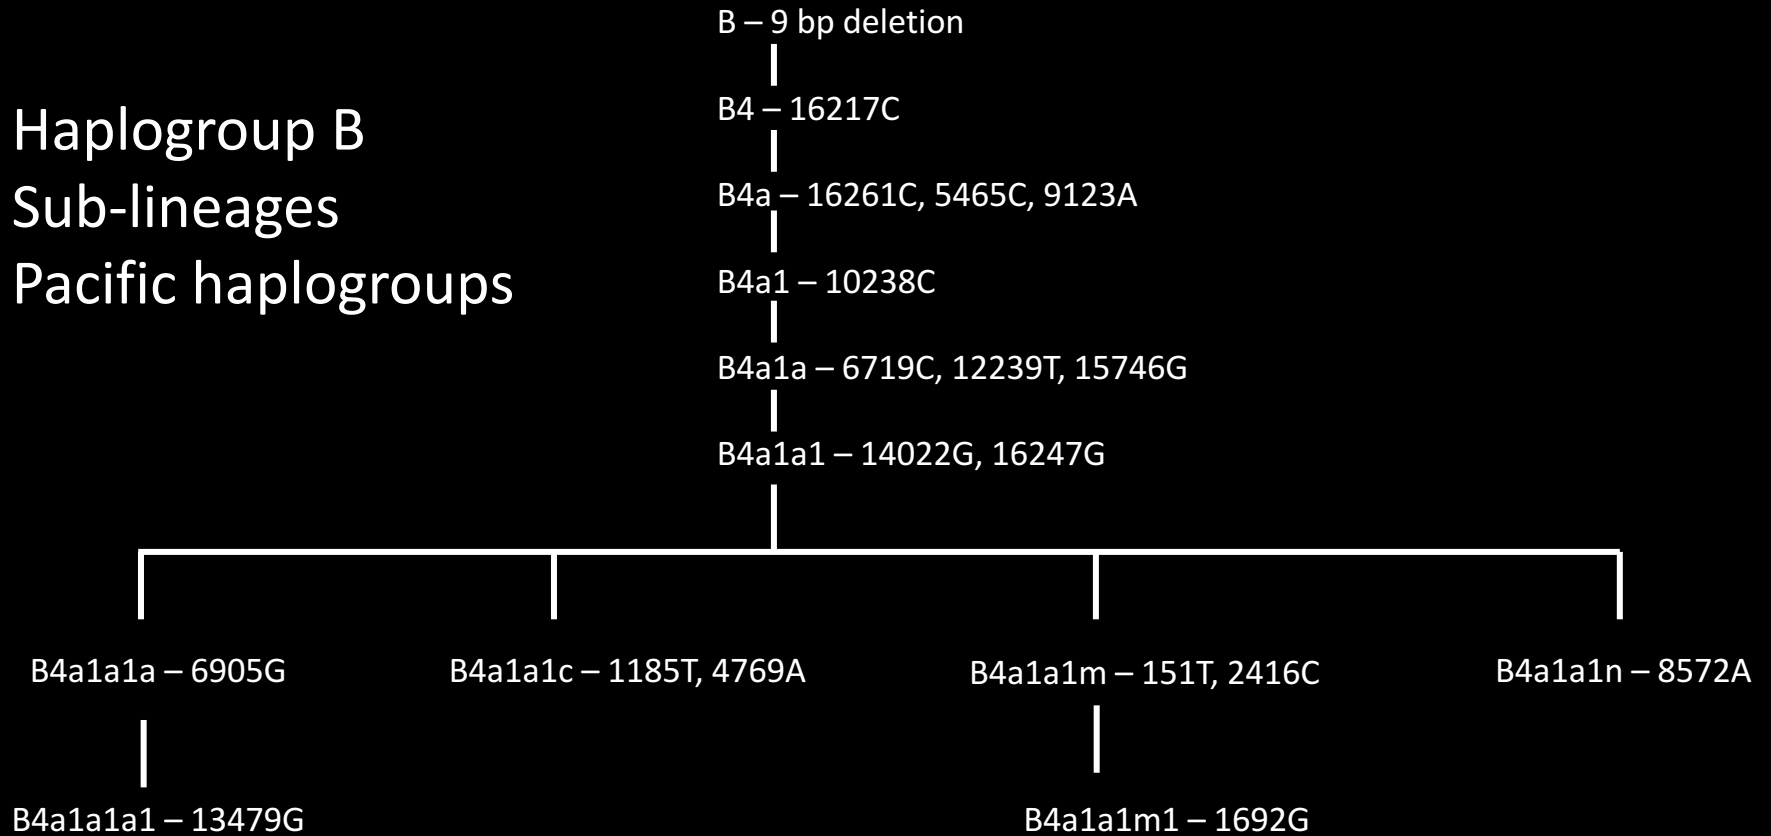 B – 9 bp deletion
Haplogroup B
Sub-lineages
Pacific haplogroups
B4 – 16217C
B4a – 16261C, 5465C, 9123A
B4a1 – 10238C
B4a1a – 6719C, 12239T, 15746G
B4a1a1 – 14022G, 16247G
B4a1a1a – 6905G
B4a1a1c – 1185T, 4769A
B4a1a1m – 151T, 2416C
B4a1a1n – 8572A
B4a1a1a1 – 13479G
B4a1a1m1 – 1692G